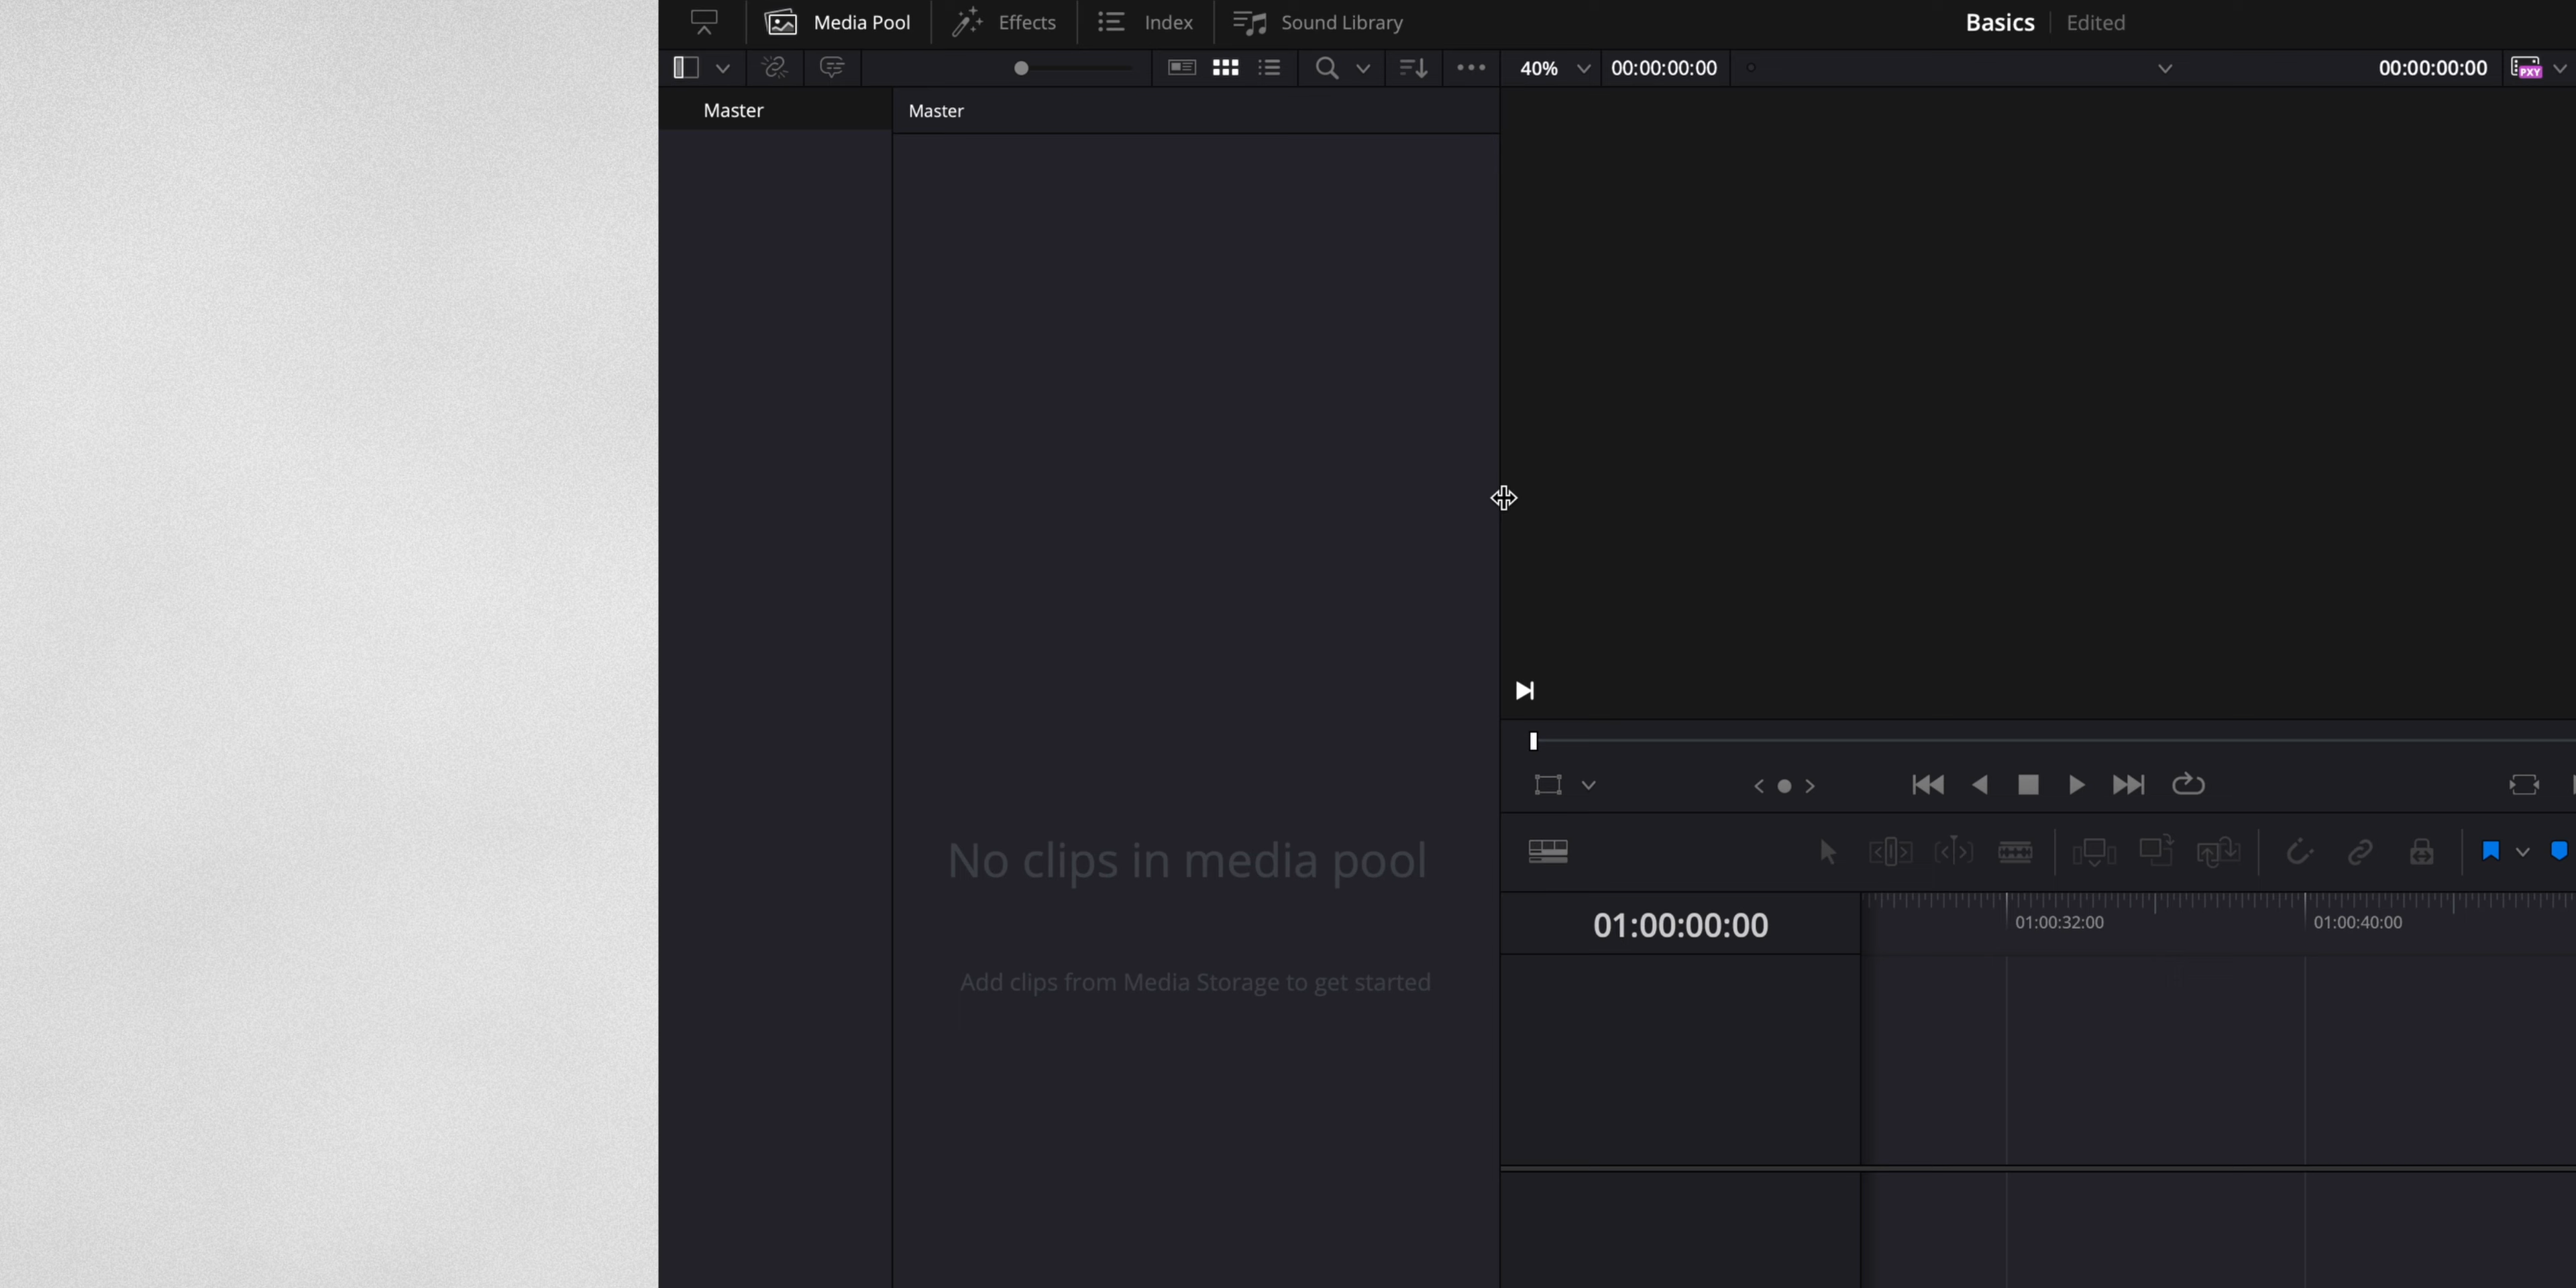 Media Pool Effects Index Sound Library Basics Edited
40% 00:00:00:00 00:00:00:00 PXY
Master Master
No clips in media pool
01:00:00:00 01:00:32:00 01:00:40:00
Add clips from Media Storage to get started